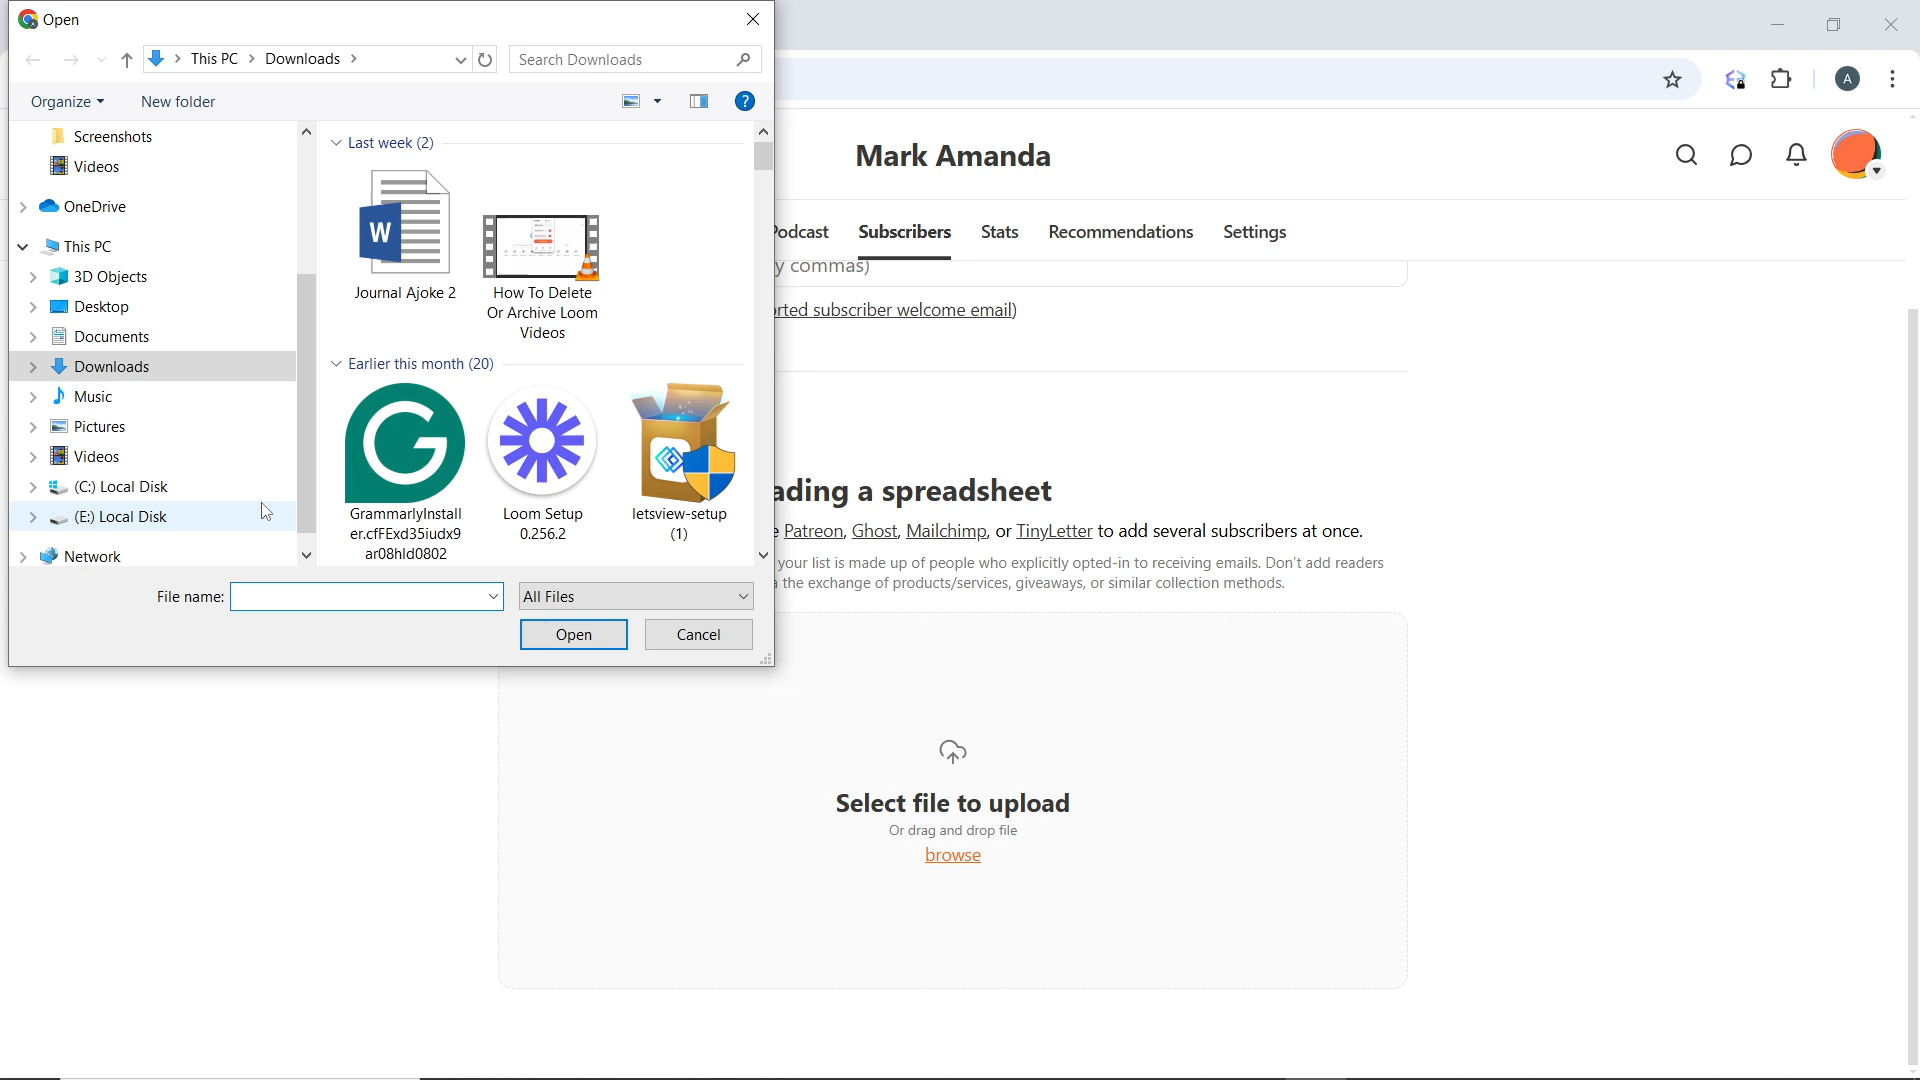 Open
This PC > Downloads >
Search Downloads
Organize
New folder
Screenshots
Videos
OneDrive
This PC
3D Objects
Desktop
Documents
Downloads
Music
Pictures
Videos
(C:) Local Disk
(E:) Local Disk
Network
Last week (2)
W
Journal Ajoke 2
How To Delete
Or Archive Loom
Videos
Earlier this month (20)
GrammarlyInstall
er.cfFExd35iudx9
ar08hld0802
Loom Setup
0.256.2
letsview-setup
(1)
File name:
All Files
Open
Cancel
A
Mark Amanda
Podcast
Subscribers
Stats
Recommendations
Settings
y commas)
rted subscriber welcome email)
ading a spreadsheet
e Patreon, Ghost, Mailchimp, or TinyLetter to add several subscribers at once.
your list is made up of people who explicitly opted-in to receiving emails. Don't add readers
a the exchange of products/services, giveaways, or similar collection methods.
Select file to upload
Or drag and drop file
browse